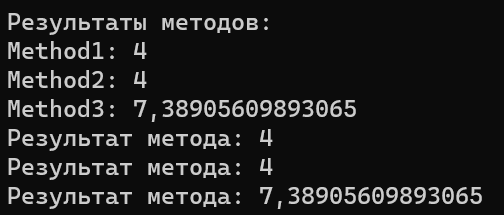 Результаты методов:
Method1: 4
Method2: 4
Method3: 7,38905609893065
Результат метода: 4
Результат метода: 4
Результат метода: 7,38905609893065